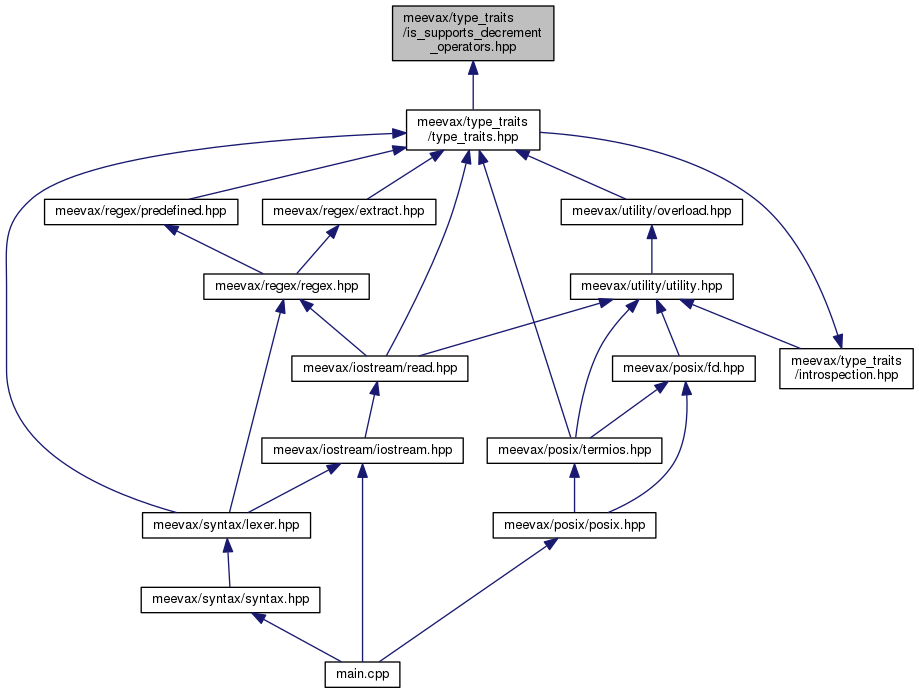 meevax/type_traits
/is_supports_decrement
_operators.hpp
meevax/type_traits
/type_traits.hpp
meevax/regex/predefined.hpp
meevax/regex/extract.hpp
meevax/utility/overload.hpp
meevax/regex/regex.hpp
meevax/utility/utility.hpp
meevax/iostream/read.hpp
meevax/posix/fd.hpp
meevax/type_traits
/introspection.hpp
meevax/iostream/iostream.hpp
meevax/posix/termios.hpp
meevax/syntax/lexer.hpp
meevax/posix/posix.hpp
meevax/syntax/syntax.hpp
main.cpp